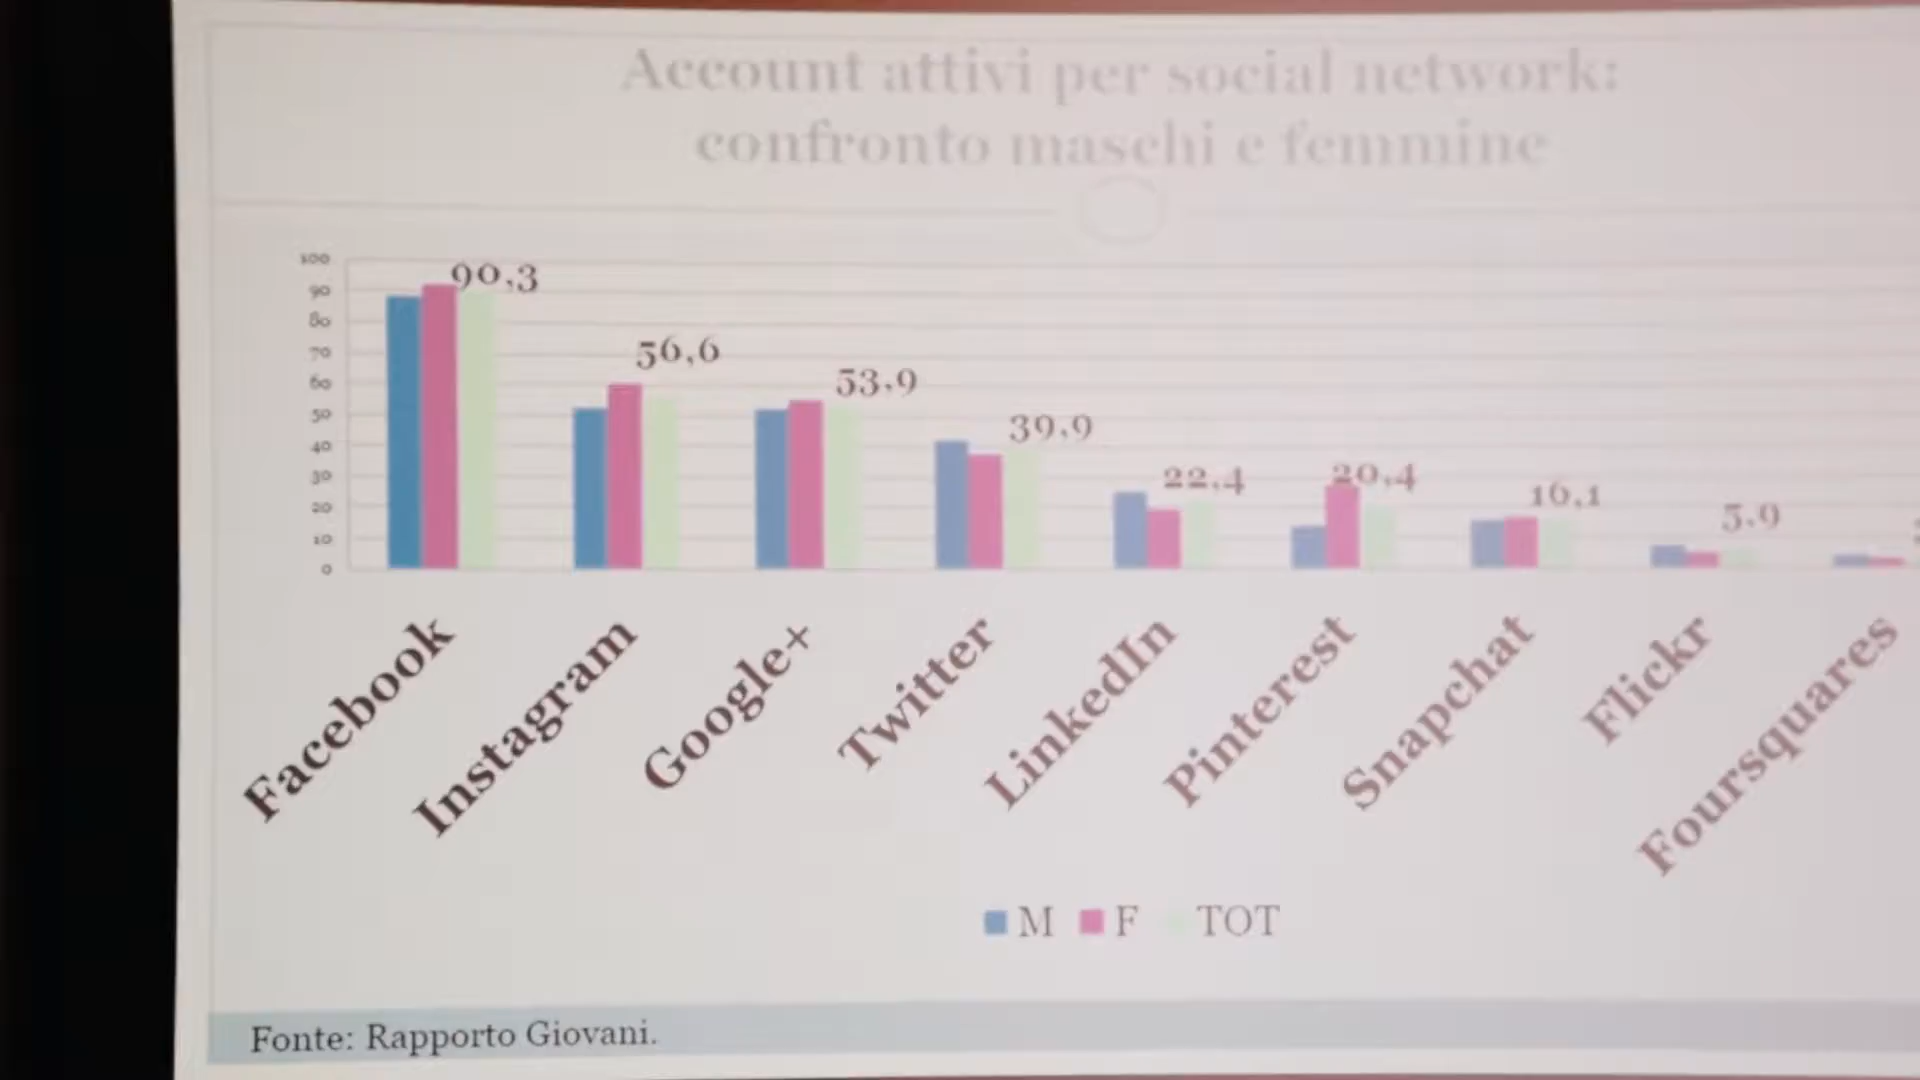 Account attivi per social network:
confronto maschi e femmine
100
90
80
70
60
50
40
30
20
10
0
90,3
56,6
53,9
39,9
22,4
20,4
16,1
5,9
Facebook
Instagram
Google+
Twitter
LinkedIn
Pinterest
Snapchat
Flickr
Foursquares
M F TOT
Fonte: Rapporto Giovani.